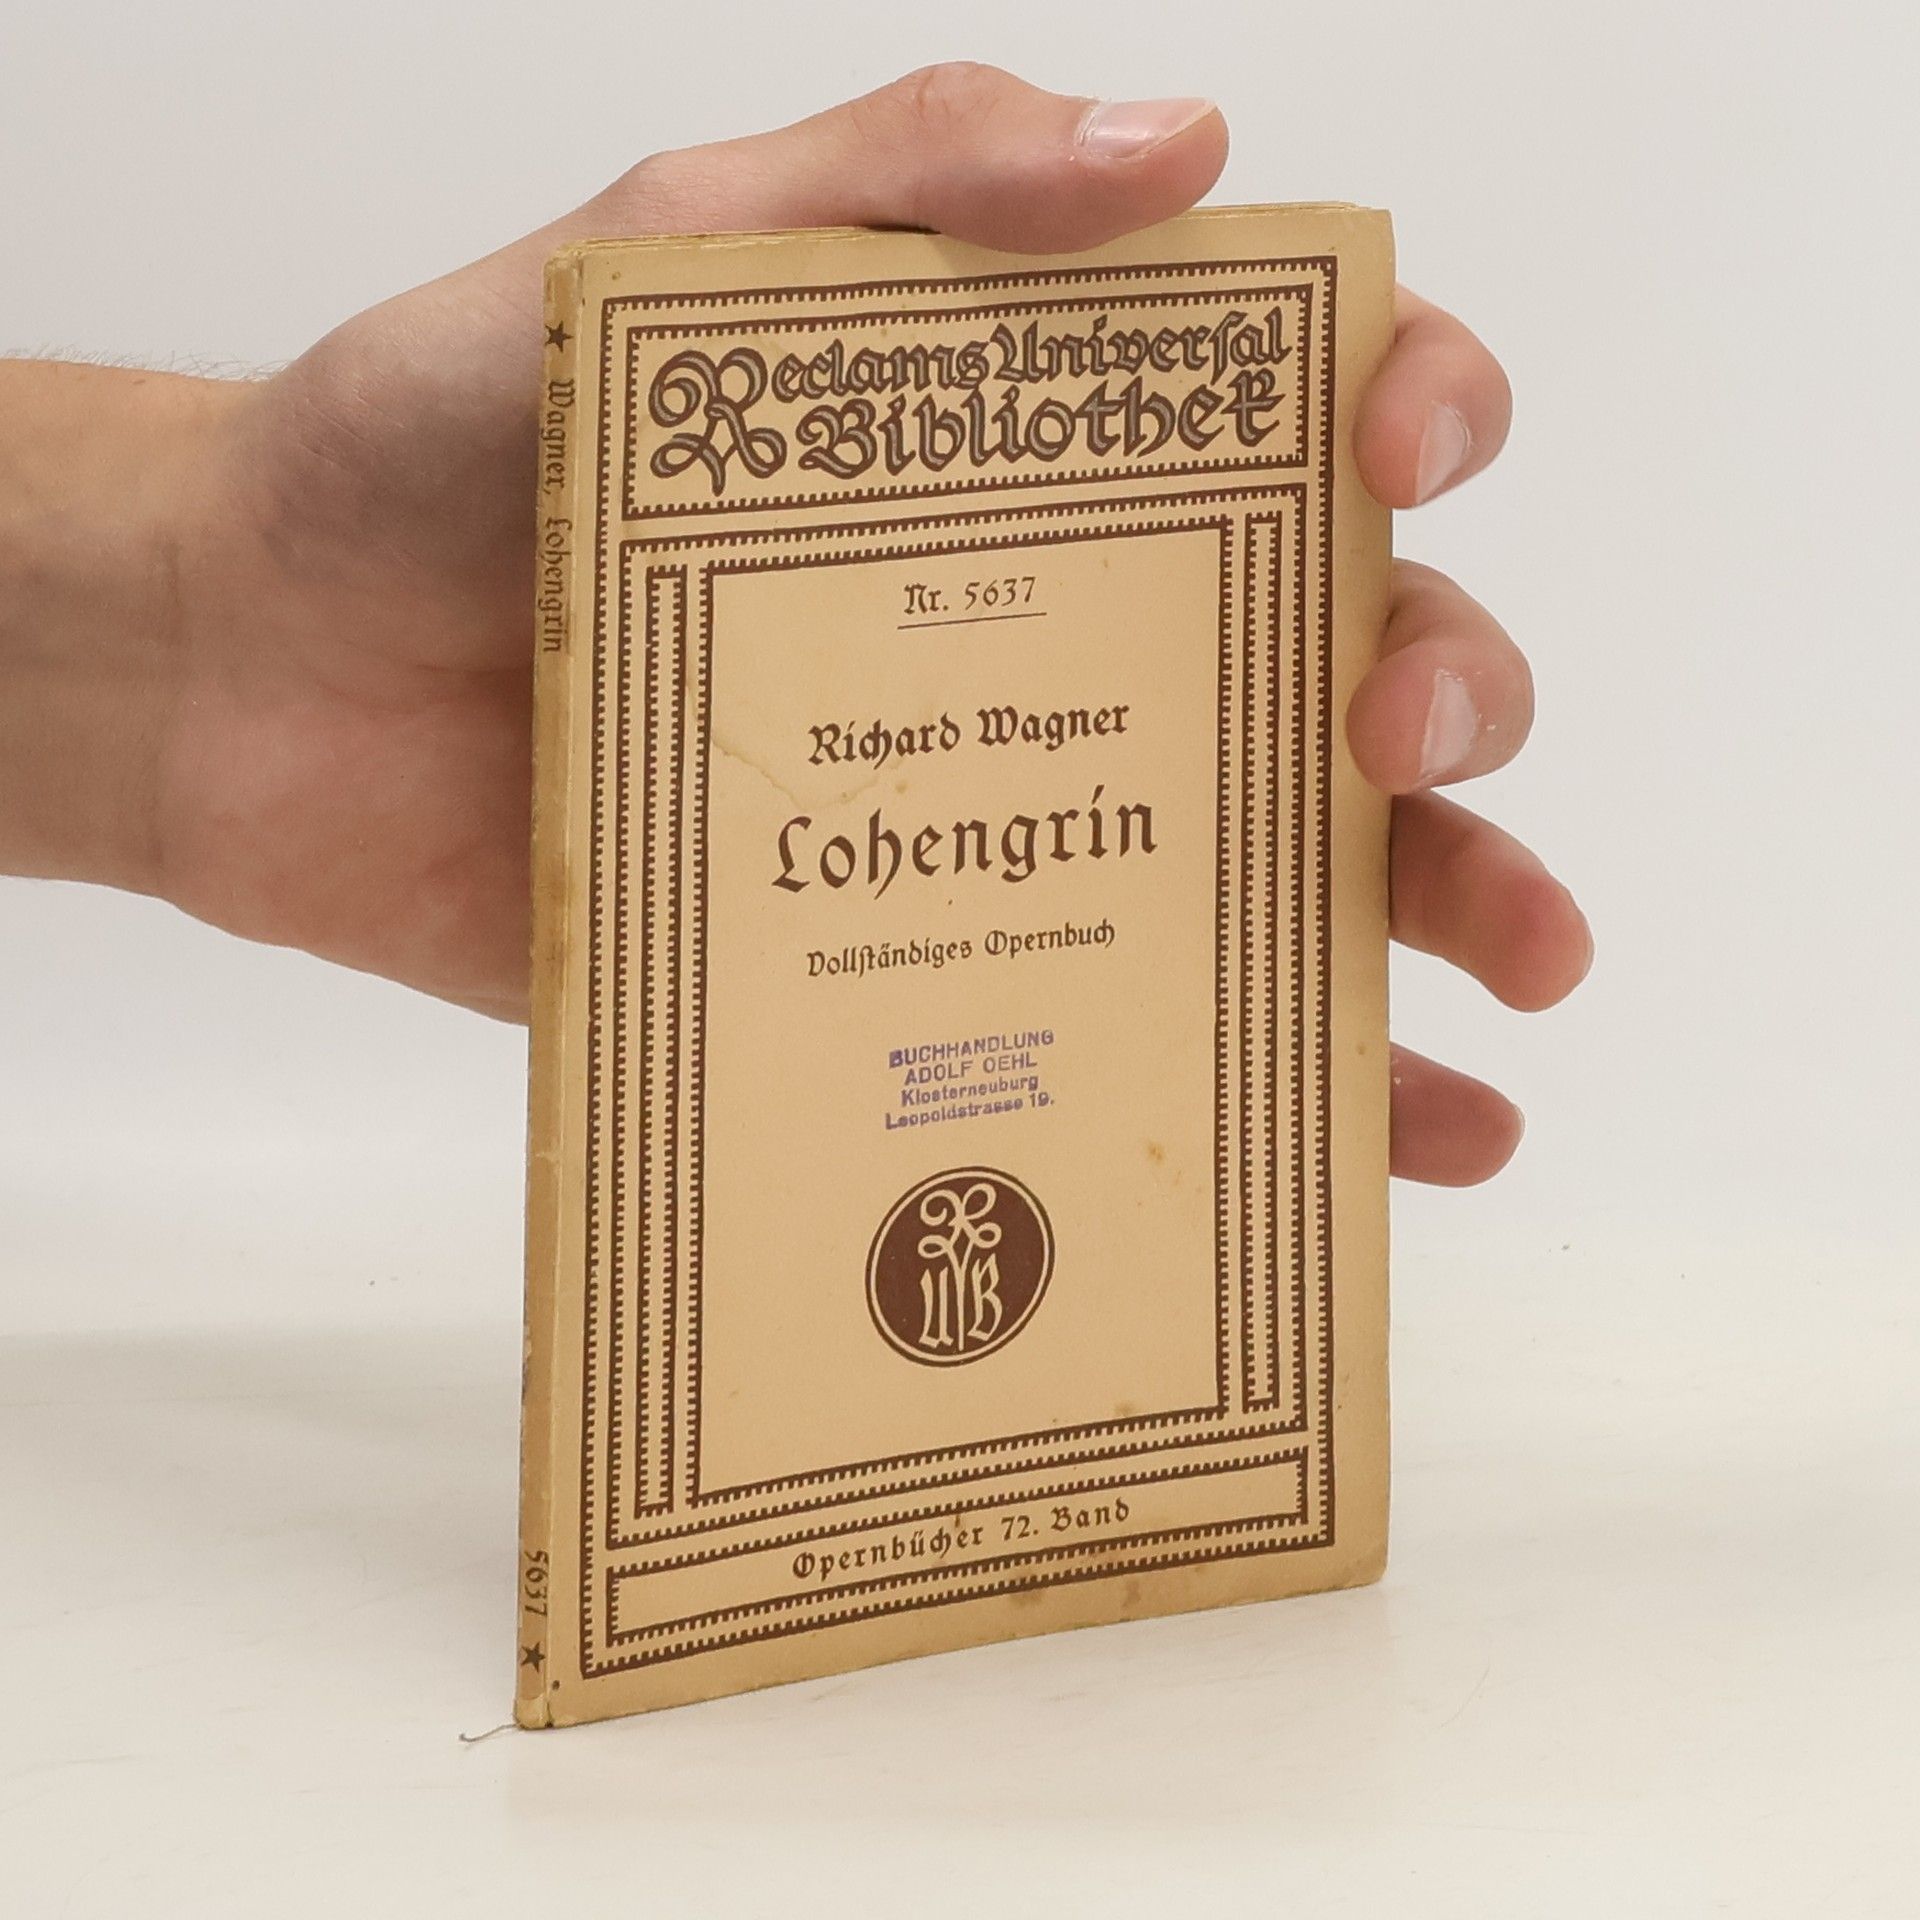 Reclams Universal
Bibliothek
Nr. 5637
Richard Wagner
Lohengrin
Vollſtändiges Opernbuch
BUCHHANDLUNG
ADOLF OEHL
Klosterneuburg
Leopoldstrasse 19.
R
U B
Opernbücher 72. Band
★ Wagner, Lohengrin
5637 ★